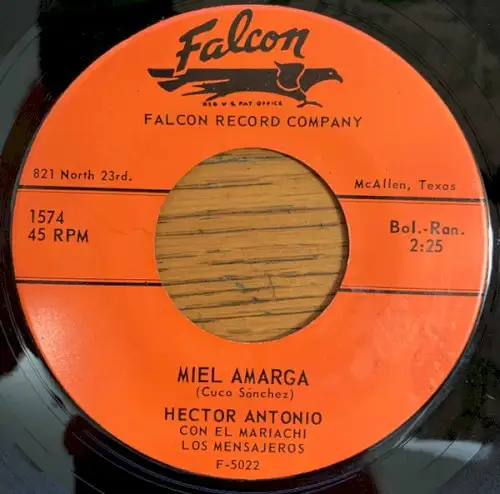 Falcon
REG U.S. PAT. OFFICE
FALCON RECORD COMPANY
821 North 23rd.
McAllen, Texas
1574
45 RPM
Bol.-Ran.
2:25
MIEL AMARGA
(Cuco Sánchez)
HECTOR ANTONIO
CON EL MARIACHI
LOS MENSAJEROS
F-5022